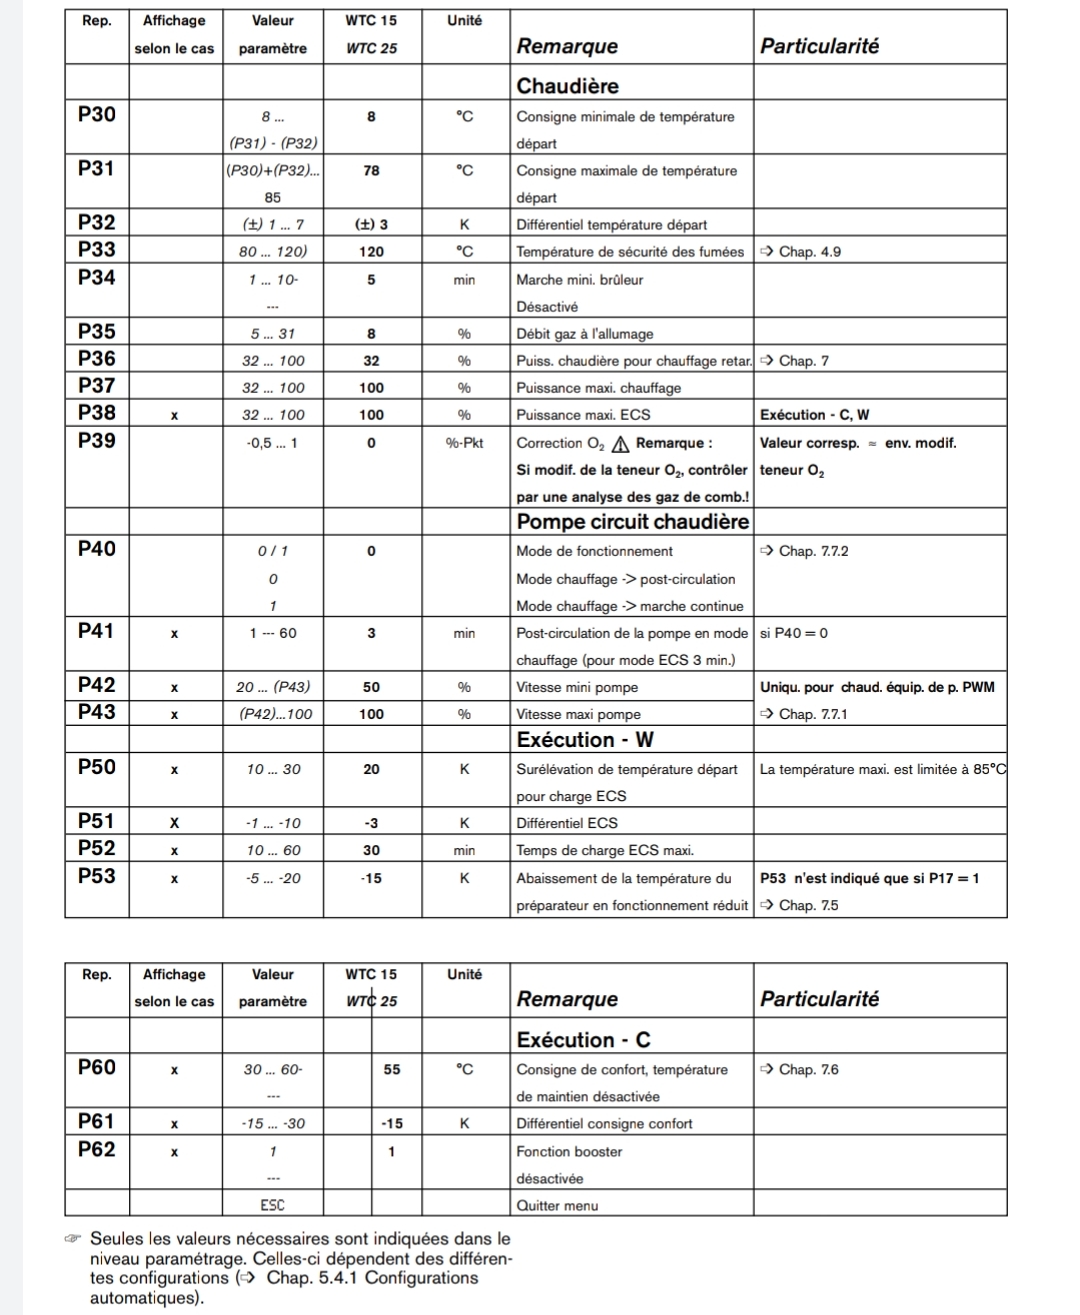 Rep. Affichage Valeur WTC 15 Unité
selon le cas paramètre WTC 25 Remarque Particularité
Chaudière
P30 8 ... 8 °C Consigne minimale de température
(P31) - (P32) départ
P31 (P30)+(P32)... 78 °C Consigne maximale de température
85 départ
P32 (±) 1 ... 7 (±) 3 K Différentiel température départ
P33 80 ... 120) 120 °C Température de sécurité des fumées ➪ Chap. 4.9
P34 1 ... 10- 5 min Marche mini. brûleur
--- Désactivé
P35 5 ... 31 8 % Débit gaz à l'allumage
P36 32 ... 100 32 % Puiss. chaudière pour chauffage retar. ➪ Chap. 7
P37 32 ... 100 100 % Puissance maxi. chauffage
P38 x 32 ... 100 100 % Puissance maxi. ECS Exécution - C, W
P39 -0,5 ... 1 0 %-Pkt Correction O₂ ⚠ Remarque : Valeur corresp. ≈ env. modif.
Si modif. de la teneur O₂, contrôler teneur O₂
par une analyse des gaz de comb.!
Pompe circuit chaudière
P40 0 / 1 0 Mode de fonctionnement ➪ Chap. 7.7.2
0 Mode chauffage -> post-circulation
1 Mode chauffage -> marche continue
P41 x 1 --- 60 3 min Post-circulation de la pompe en mode si P40 = 0
chauffage (pour mode ECS 3 min.)
P42 x 20 ... (P43) 50 % Vitesse mini pompe Uniqu. pour chaud. équip. de p. PWM
P43 x (P42)...100 100 % Vitesse maxi pompe ➪ Chap. 7.7.1
Exécution - W
P50 x 10 ... 30 20 K Surélévation de température départ La température maxi. est limitée à 85°C
pour charge ECS
P51 X -1 ... -10 -3 K Différentiel ECS
P52 x 10 ... 60 30 min Temps de charge ECS maxi.
P53 x -5 ... -20 -15 K Abaissement de la température du P53 n'est indiqué que si P17 = 1
préparateur en fonctionnement réduit ➪ Chap. 7.5
Rep. Affichage Valeur WTC 15 Unité
selon le cas paramètre WTC 25 Remarque Particularité
Exécution - C
P60 x 30 ... 60- 55 °C Consigne de confort, température ➪ Chap. 7.6
--- de maintien désactivée
P61 x -15 ... -30 -15 K Différentiel consigne confort
P62 x 1 1 Fonction booster
--- désactivée
ESC Quitter menu
☞ Seules les valeurs nécessaires sont indiquées dans le
niveau paramétrage. Celles-ci dépendent des différen-
tes configurations (➪ Chap. 5.4.1 Configurations
automatiques).